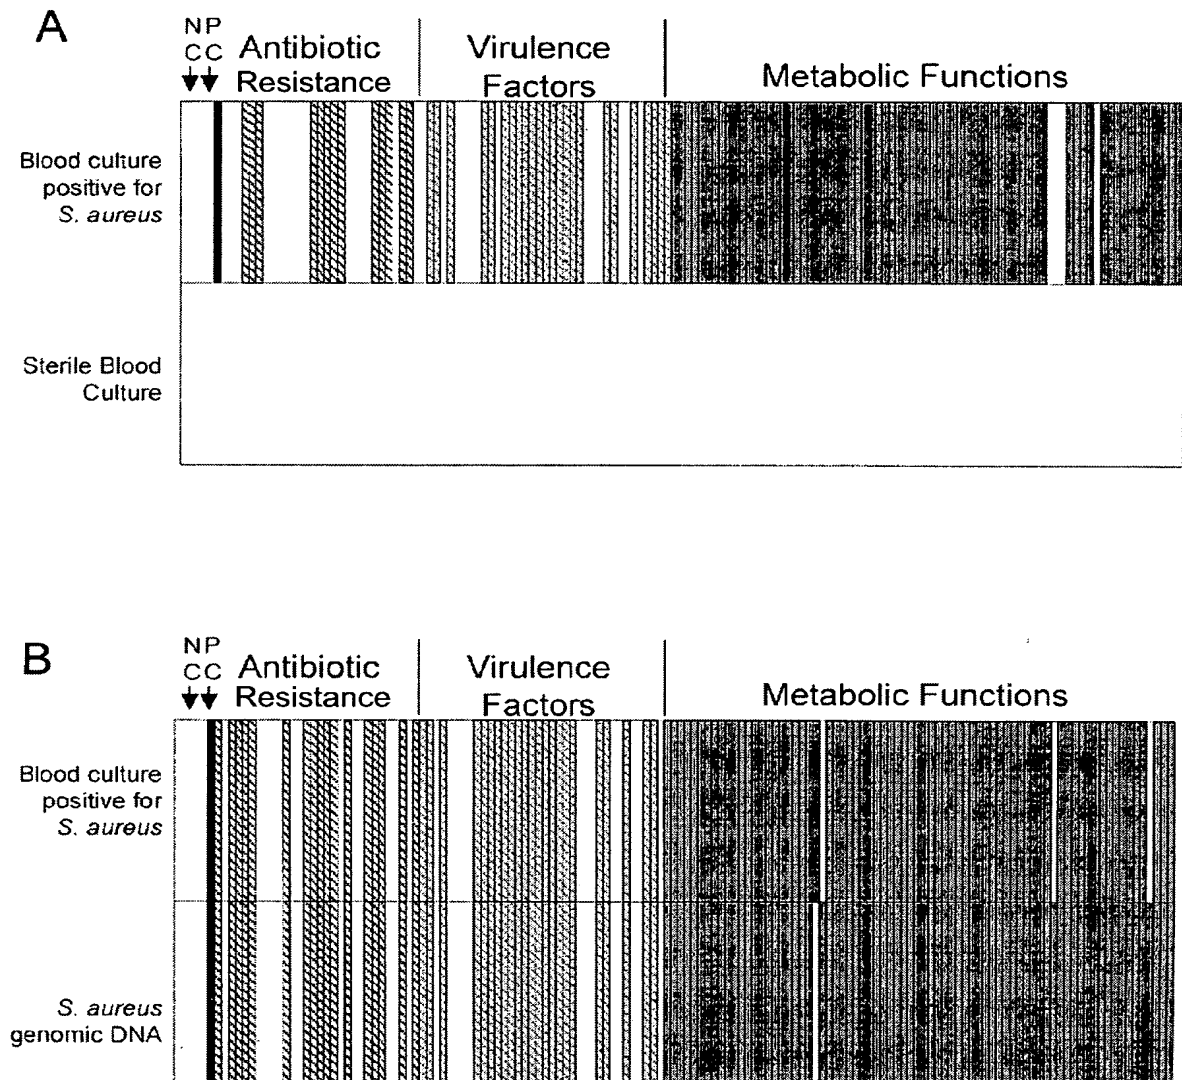 A
N P
C C
Antibiotic
Resistance
Virulence
Factors
Metabolic Functions
Blood culture
positive for
S. aureus
Sterile Blood
Culture
B
N P
C C
Antibiotic
Resistance
Virulence
Factors
Metabolic Functions
Blood culture
positive for
S. aureus
S. aureus
genomic DNA